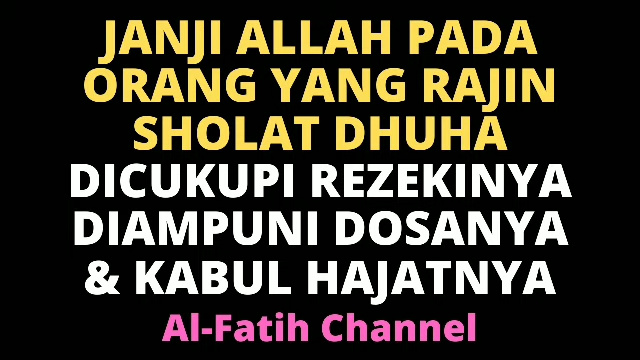 JANJI ALLAH PADA
ORANG YANG RAJIN
SHOLAT DHUHA
DICUKUPI REZEKINYA
DIAMPUNI DOSANYA
& KABUL HAJATNYA
Al-Fatih Channel